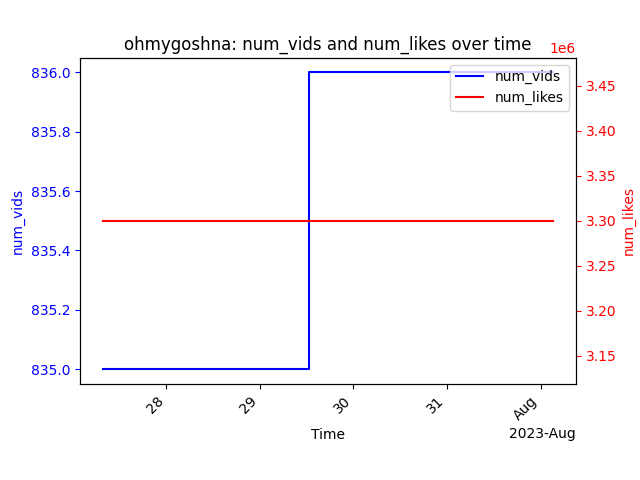 ohmygoshna: num_vids and num_likes over time
1e6
836.0
835.8
835.6
835.4
835.2
835.0
num_vids
num_vids
num_likes
3.45
3.40
3.35
3.30
3.25
3.20
3.15
num_likes
28
29
30
31
Aug
Time
2023-Aug